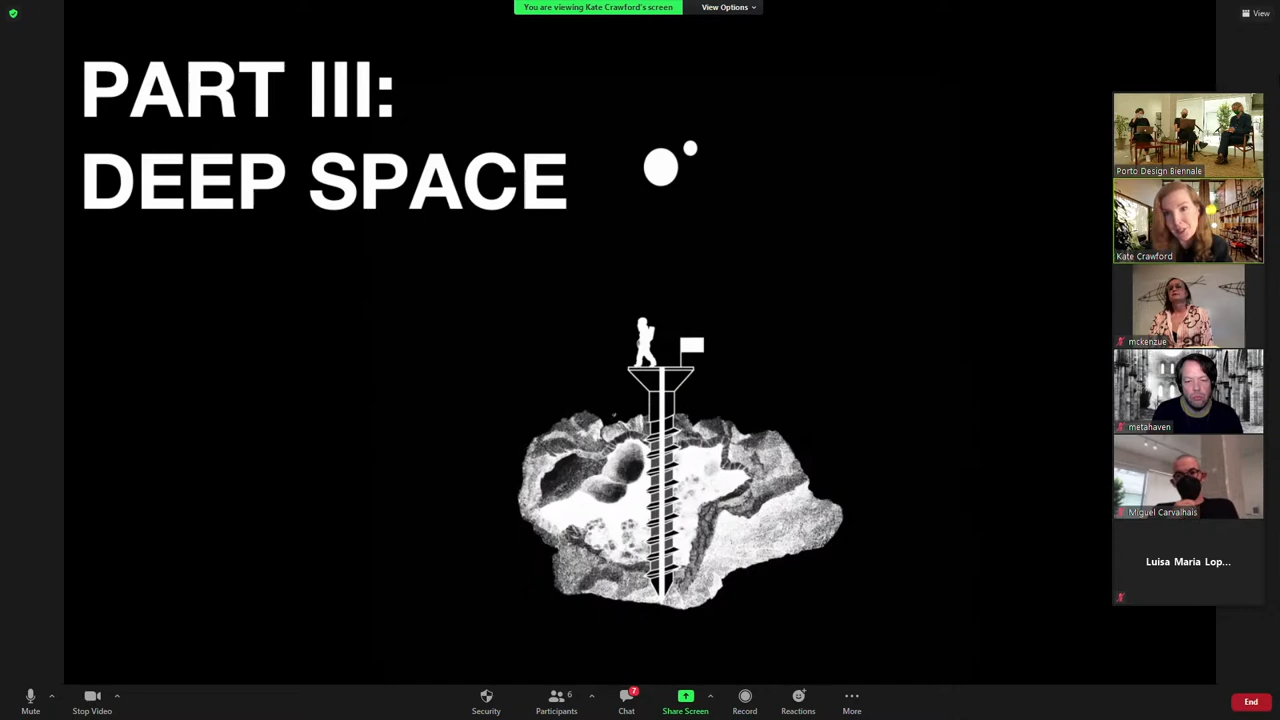 You are viewing Kate Crawford's screen
View Options
View
PART III:
DEEP SPACE
Porto Design Biennale
Kate Crawford
mckenzue
metahaven
Miguel Carvalhais
Luisa Maria Lop...
Mute
Stop Video
Security
6
Participants
7
Chat
Share Screen
Record
Reactions
More
End